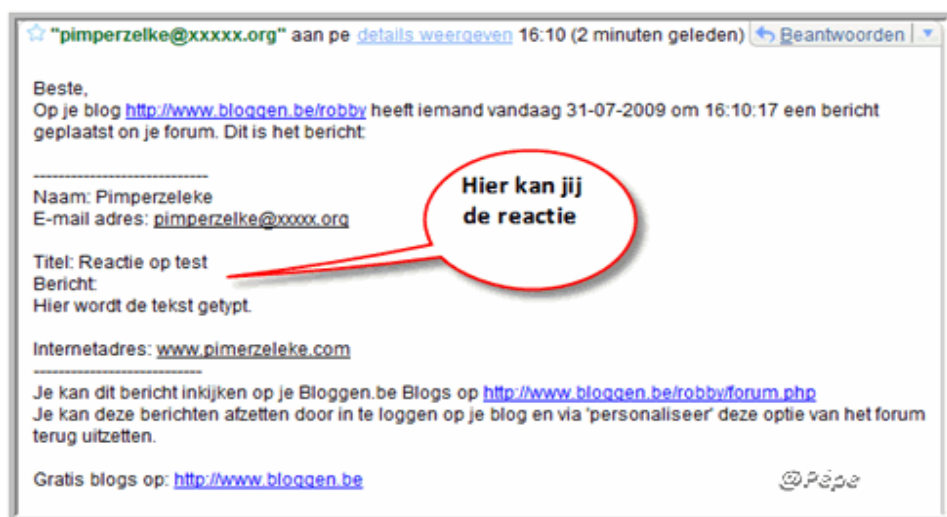 "pimperzelke@xxxxx.org" aan pe details weergeven 16:10 (2 minuten geleden) Beantwoorden
Beste,
Op je blog http://www.bloggen.be/robby heeft iemand vandaag 31-07-2009 om 16:10:17 een bericht
geplaatst on je forum. Dit is het bericht:
-----------------------------
Naam: Pimperzeleke
E-mail adres: pimperzelke@xxxxx.org
Hier kan jij
de reactie
Titel: Reactie op test
Bericht:
Hier wordt de tekst getypt.
Internetadres: www.pimerzeleke.com
----------------------------
Je kan dit bericht inkijken op je Bloggen.be Blogs op http://www.bloggen.be/robby/forum.php
Je kan deze berichten afzetten door in te loggen op je blog en via 'personaliseer' deze optie van het forum
terug uitzetten.
Gratis blogs op: http://www.bloggen.be
@Pépe